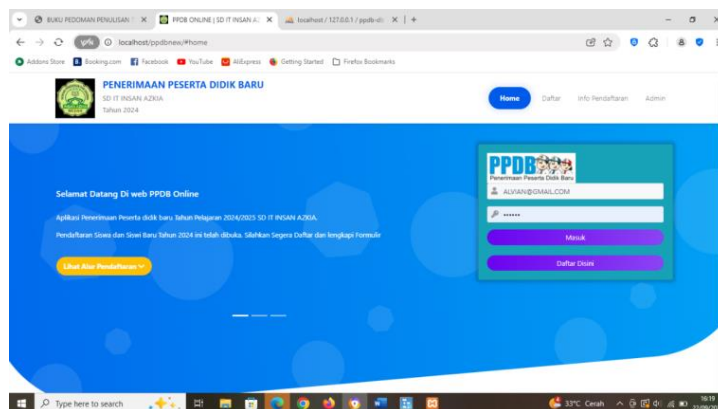 BUKU PEDOMAN PENULISAN
PPDB ONLINE | SD IT INSAN A
localhost / 127.0.0.1 / ppdb-sd
localhost/ppdbnew/#home
Addons Store
Booking.com
Facebook
YouTube
AliExpress
Getting Started
Firefox Bookmarks
PENERIMAAN PESERTA DIDIK BARU
SD IT INSAN AZKIA
Tahun 2024
Home
Daftar
Info Pendaftaran
Admin
PPDB
Penerimaan Peserta Didik Baru
ALVIAN@GMAIL.COM
Masuk
Daftar Disini
Selamat Datang Di web PPDB Online
Aplikasi Penerimaan Peserta didik baru Tahun Pelajaran 2024/2025 SD IT INSAN AZKIA.
Pendaftaran Siswa dan Siswi Baru Tahun 2024 ini telah dibuka. Silahkan Segera Daftar dan lengkapi Formulir
Lihat Alur Pendaftaran
Type here to search
33°C Cerah
16:19